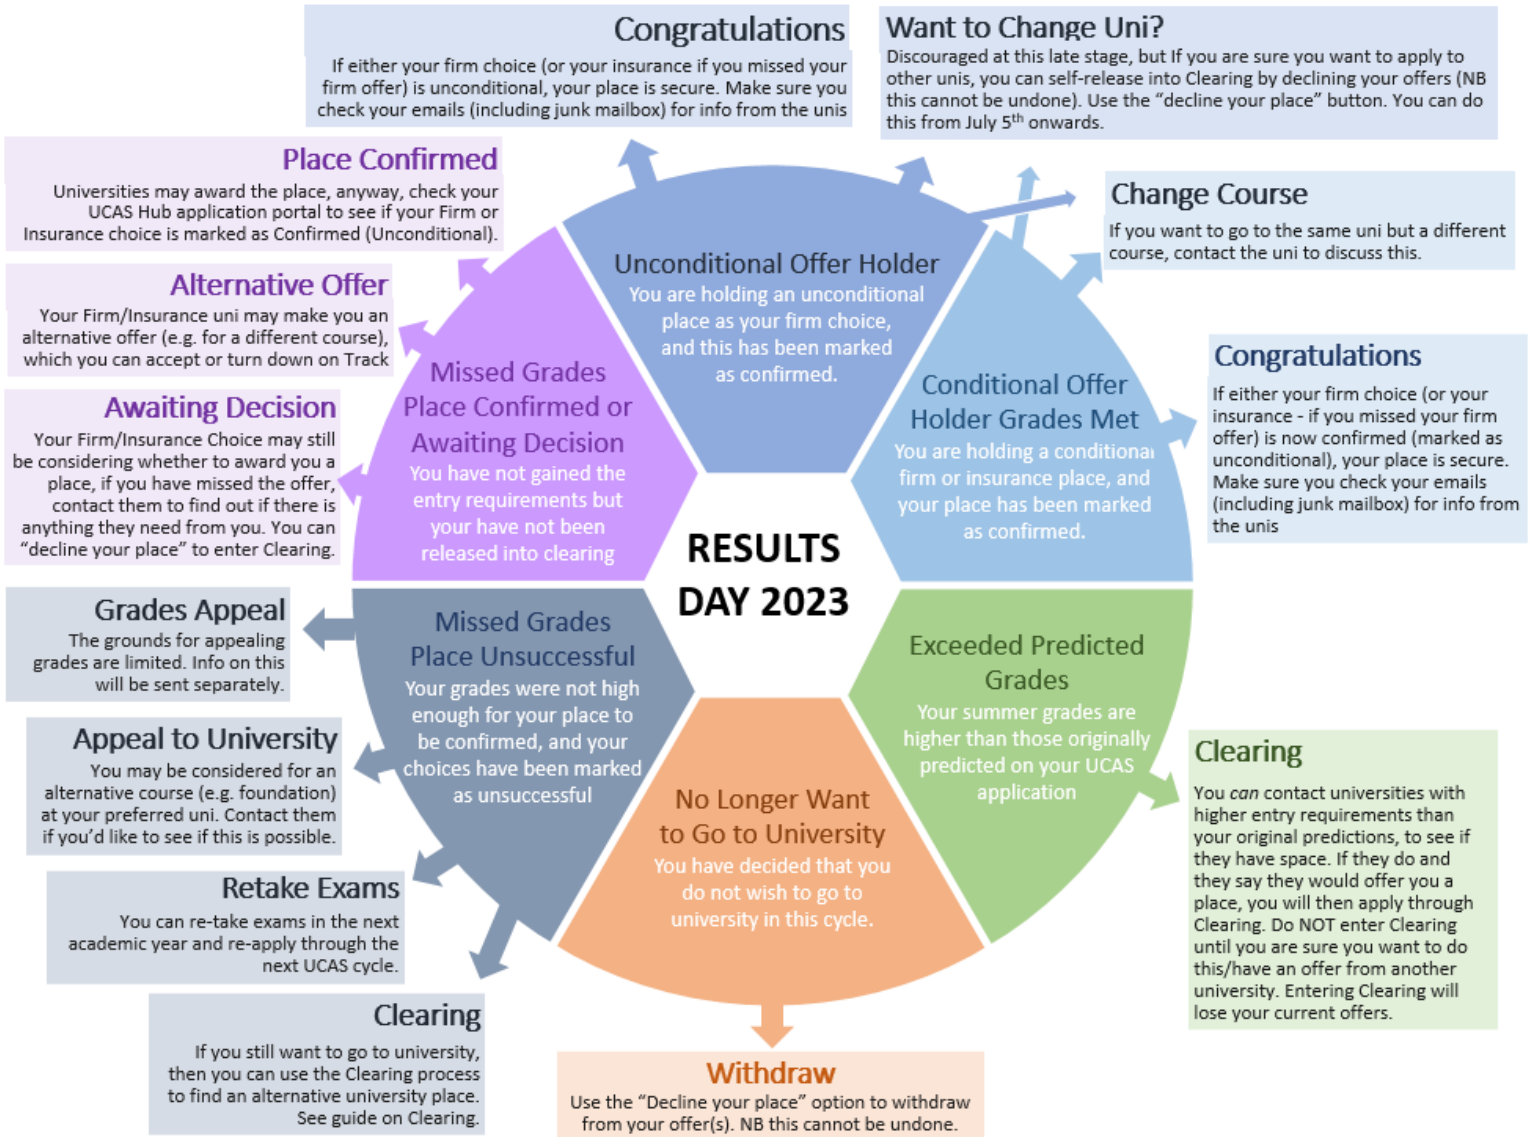 Congratulations
If either your firm choice (or your insurance if you missed your
firm offer) is unconditional, your place is secure. Make sure you
check your emails (including junk mailbox) for info from the unis
Want to Change Uni?
Discouraged at this late stage, but If you are sure you want to apply to
other unis, you can self-release into Clearing by declining your offers (NB
this cannot be undone). Use the “decline your place” button. You can do
this from July 5th onwards.
Place Confirmed
Universities may award the place, anyway, check your
UCAS Hub application portal to see if your Firm or
Insurance choice is marked as Confirmed (Unconditional).
Change Course
If you want to go to the same uni but a different
course, contact the uni to discuss this.
Alternative Offer
Your Firm/Insurance uni may make you an
alternative offer (e.g. for a different course),
which you can accept or turn down on Track
Unconditional Offer Holder
You are holding an unconditional
place as your firm choice,
and this has been marked
as confirmed.
Congratulations
If either your firm choice (or your
insurance - if you missed your firm
offer) is now confirmed (marked as
unconditional), your place is secure.
Make sure you check your emails
(including junk mailbox) for info from
the unis
Awaiting Decision
Your Firm/Insurance Choice may still
be considering whether to award you a
place, if you have missed the offer,
contact them to find out if there is
anything they need from you. You can
“decline your place” to enter Clearing.
Missed Grades
Place Confirmed or
Awaiting Decision
You have not gained the
entry requirements but
your have not been
released into clearing
Conditional Offer
Holder Grades Met
You are holding a conditional
firm or insurance place, and
your place has been marked
as confirmed.
RESULTS
DAY 2023
Grades Appeal
The grounds for appealing
grades are limited. Info on this
will be sent separately.
Missed Grades
Place Unsuccessful
Your grades were not high
enough for your place to
be confirmed, and your
choices have been marked
as unsuccessful
Exceeded Predicted
Grades
Your summer grades are
higher than those originally
predicted on your UCAS
application
Appeal to University
You may be considered for an
alternative course (e.g. foundation)
at your preferred uni. Contact them
if you’d like to see if this is possible.
Clearing
You can contact universities with
higher entry requirements than
your original predictions, to see if
they have space. If they do and
they say they would offer you a
place, you will then apply through
Clearing. Do NOT enter Clearing
until you are sure you want to do
this/have an offer from another
university. Entering Clearing will
lose your current offers.
No Longer Want
to Go to University
You have decided that you
do not wish to go to
university in this cycle.
Retake Exams
You can re-take exams in the next
academic year and re-apply through the
next UCAS cycle.
Clearing
If you still want to go to university,
then you can use the Clearing process
to find an alternative university place.
See guide on Clearing.
Withdraw
Use the “Decline your place” option to withdraw
from your offer(s). NB this cannot be undone.